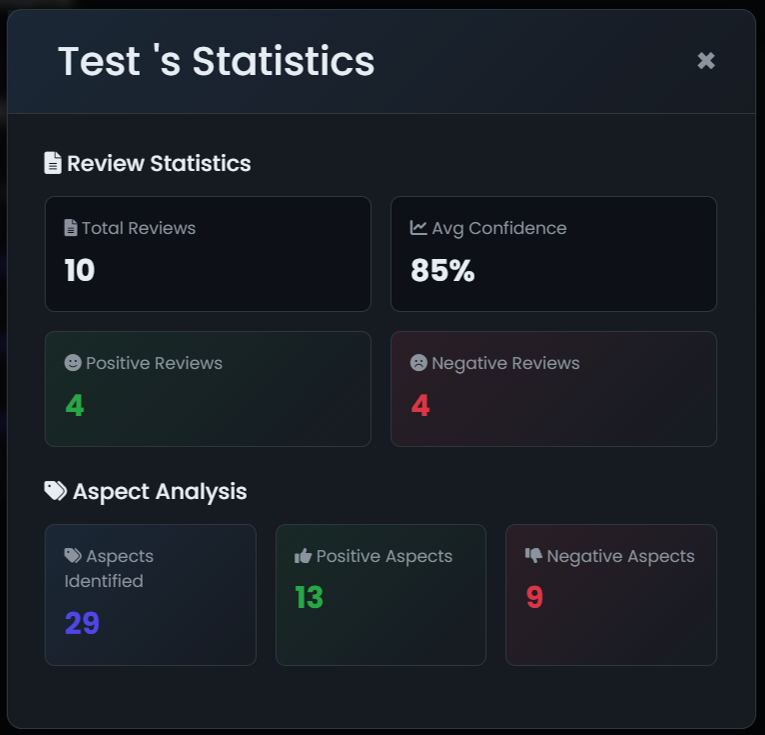 Test 's Statistics
Review Statistics
Total Reviews
10
Avg Confidence
85%
Positive Reviews
4
Negative Reviews
4
Aspect Analysis
Aspects
Identified
29
Positive Aspects
13
Negative Aspects
9